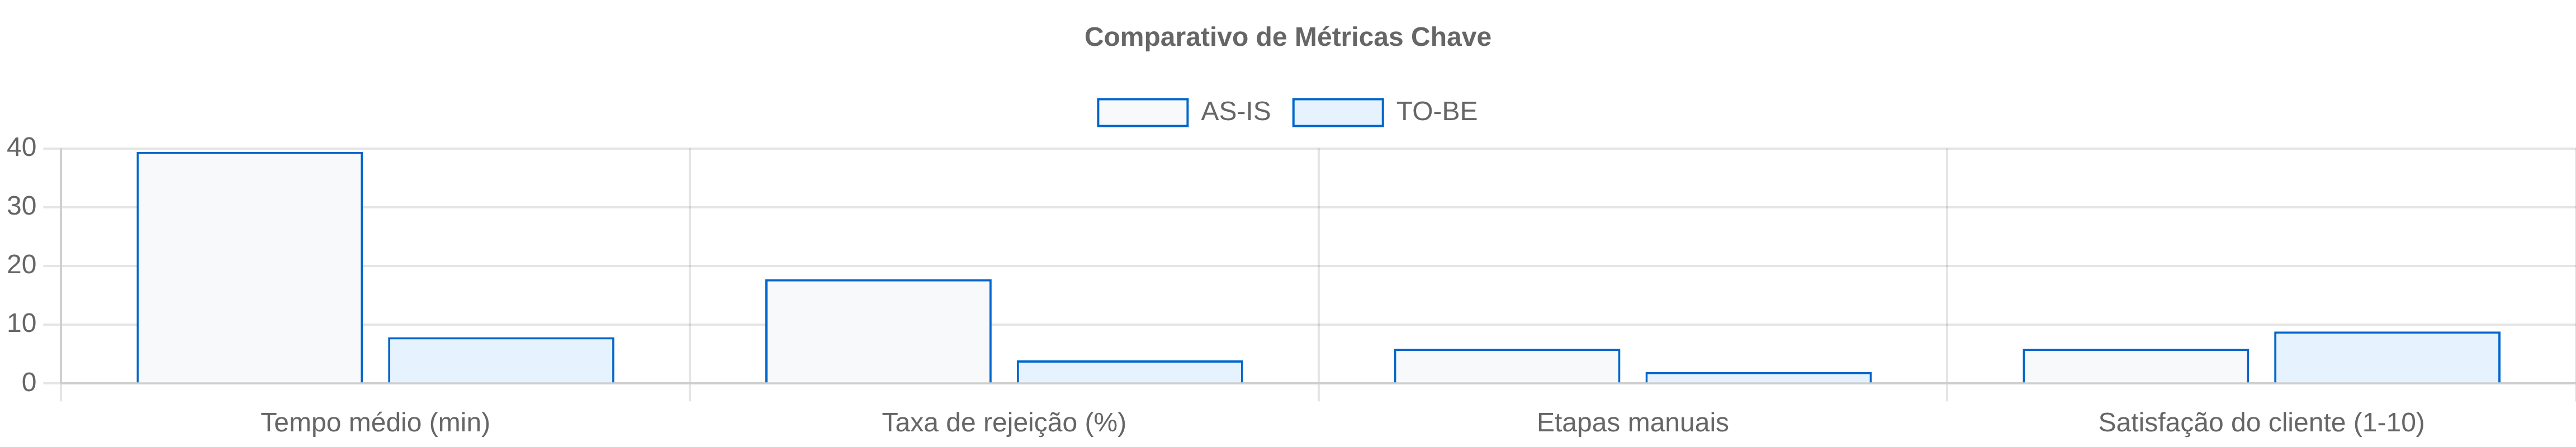 Comparativo de Métricas Chave
AS-IS
TO-BE
40
30
20
10
0
Tempo médio (min)
Taxa de rejeição (%)
Etapas manuais
Satisfação do cliente (1-10)